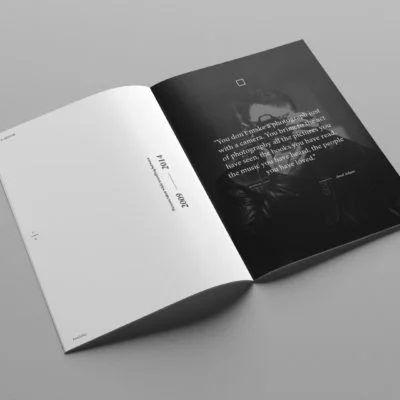 2009
2014
"You don't make a photograph just
with a camera. You bring to the act
of photography all the pictures you
have seen, the books you have read,
the music you have heard, the people
you have loved."
Ansel Adams